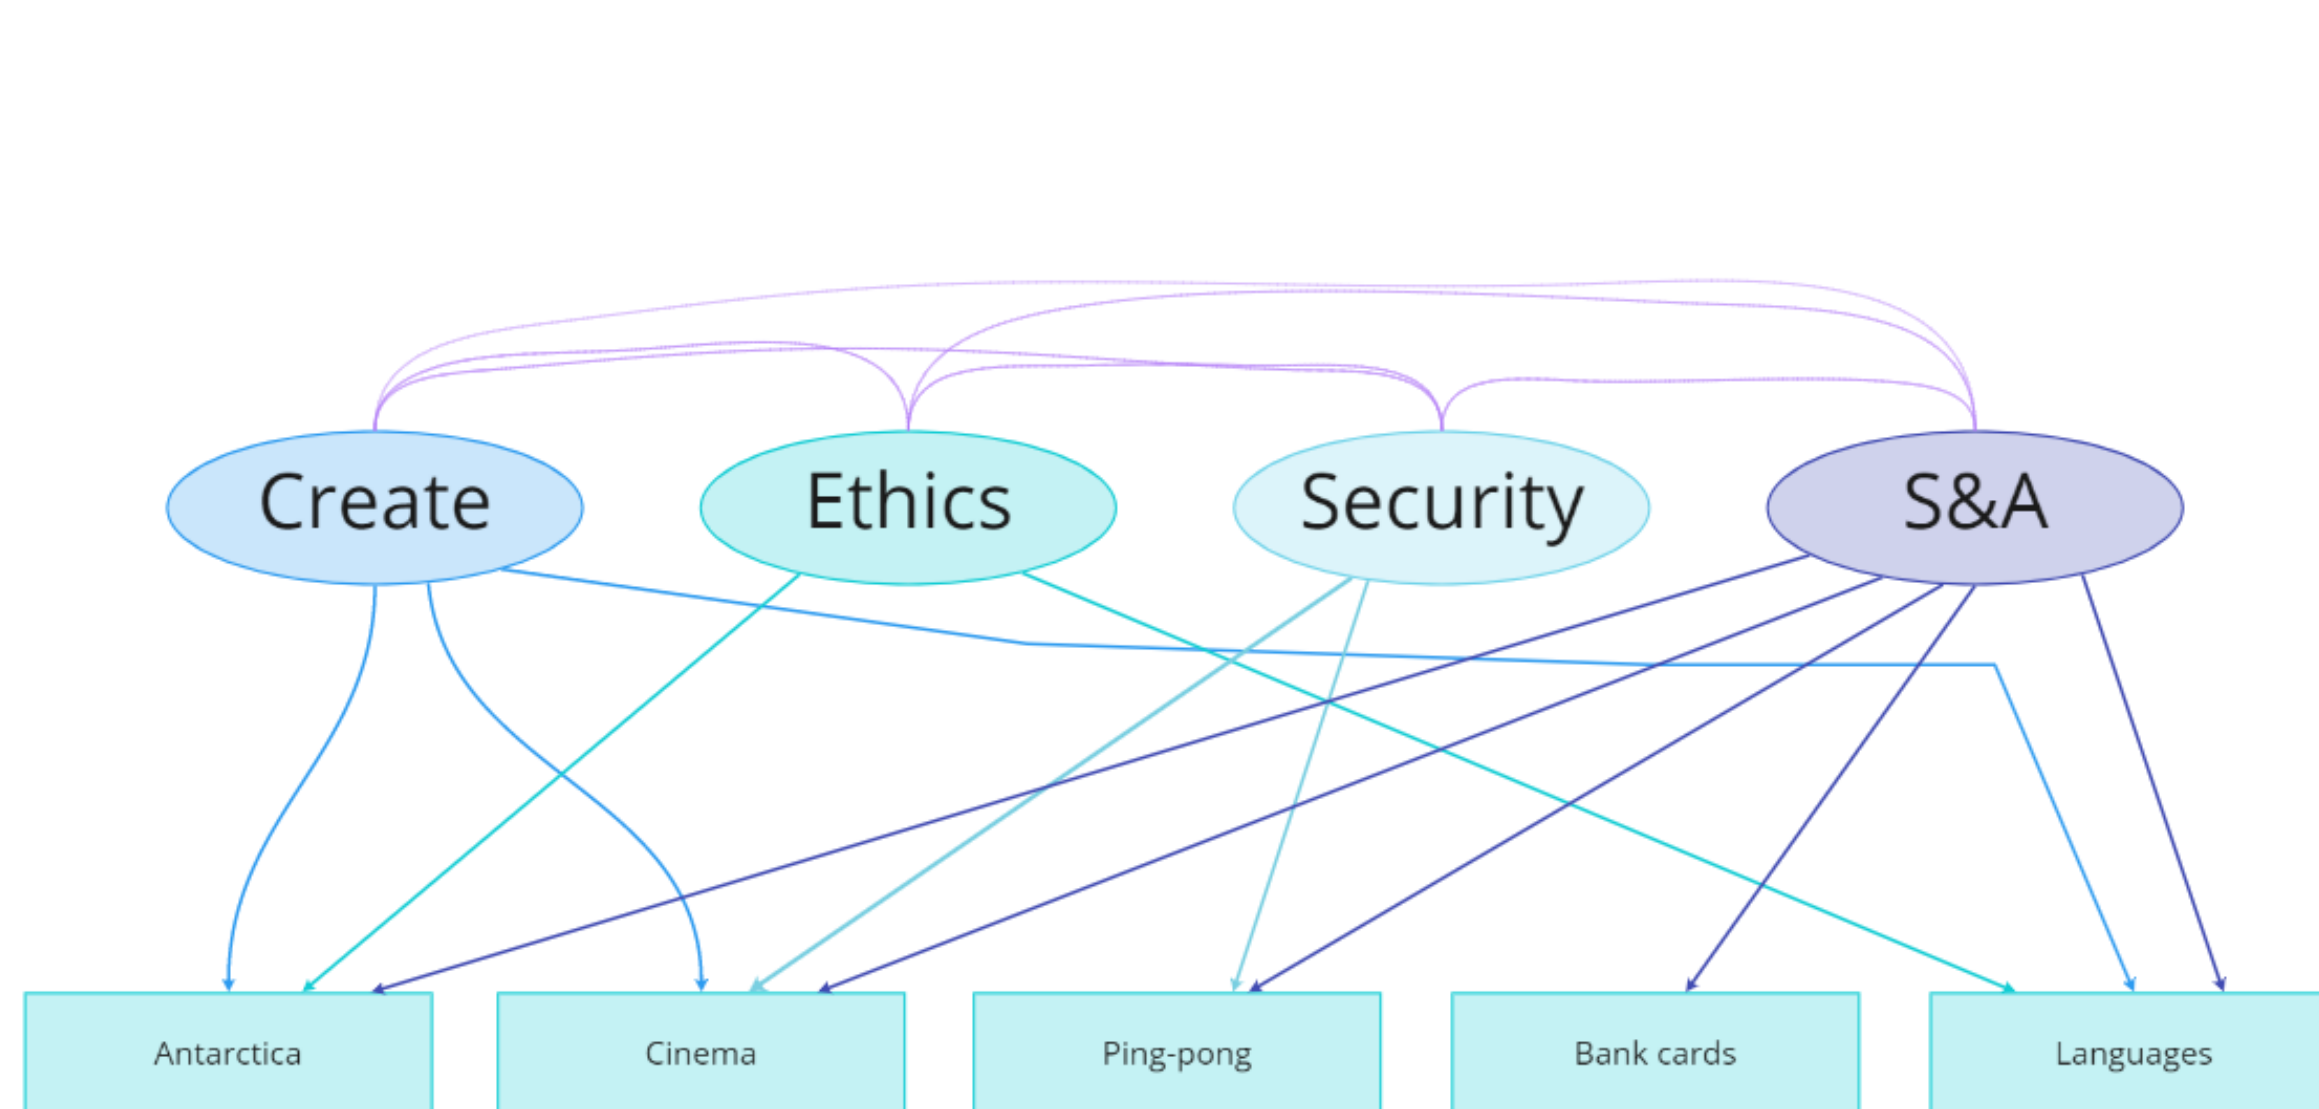 Create
Ethics
Security
S&A
Antarctica
Cinema
Ping-pong
Bank cards
Languages